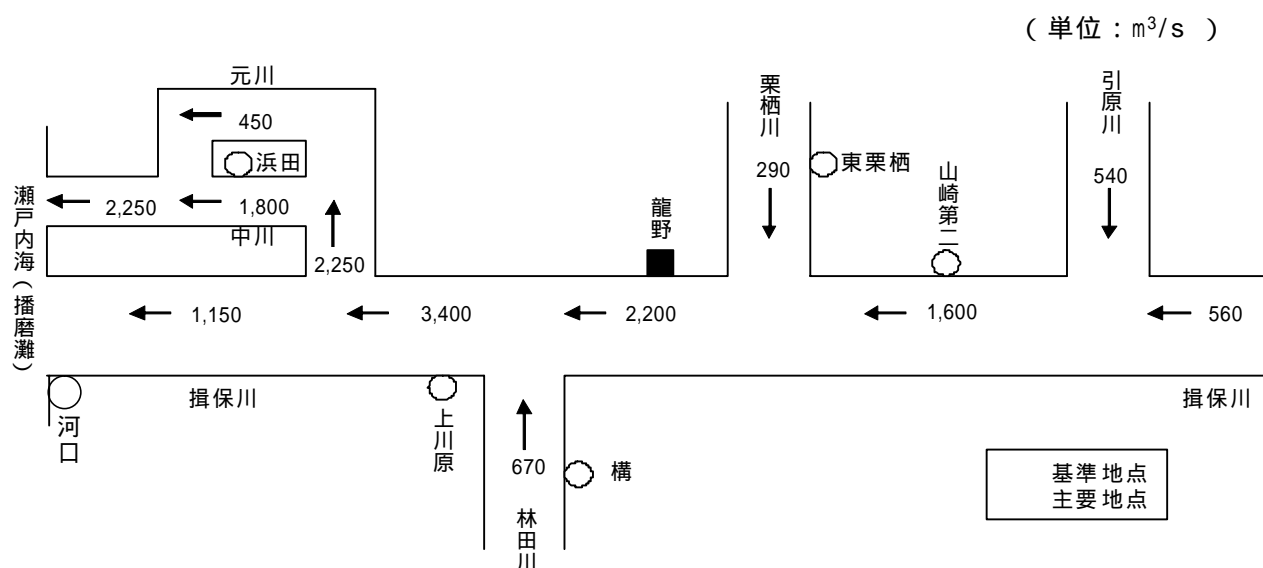 (単位:m³/s)
元川
450
浜田
2,250
1,800
中川
2,250
瀬戸内海(播磨灘)
1,150
3,400
龍野
2,200
栗栖川
290
東栗栖
山崎第二
1,600
引原川
540
560
揖保川
河口
上川原
670
構
林田川
揖保川
基準地点
主要地点